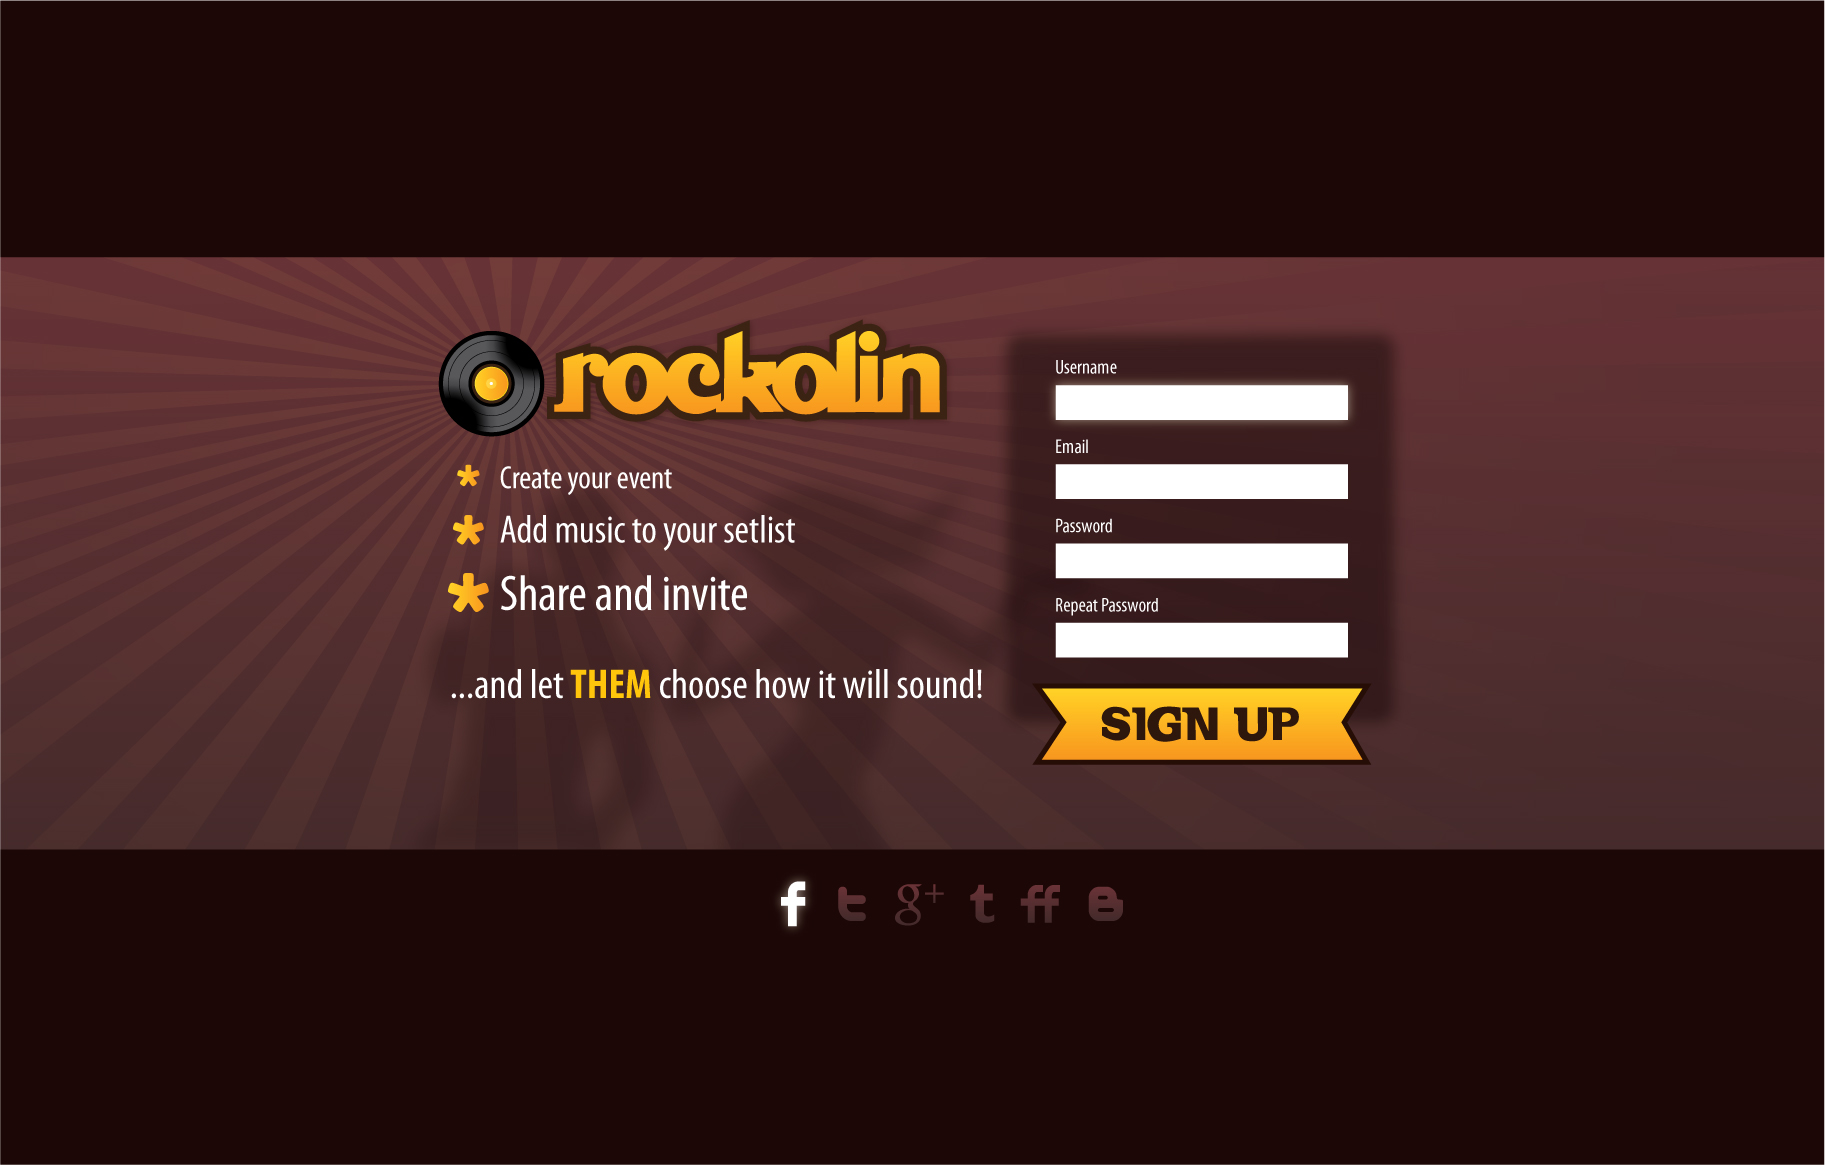 rockolin
Create your event
Add music to your setlist
Share and invite
...and let THEM choose how it will sound!
Username
Email
Password
Repeat Password
SIGN UP
f t g+ t ff B